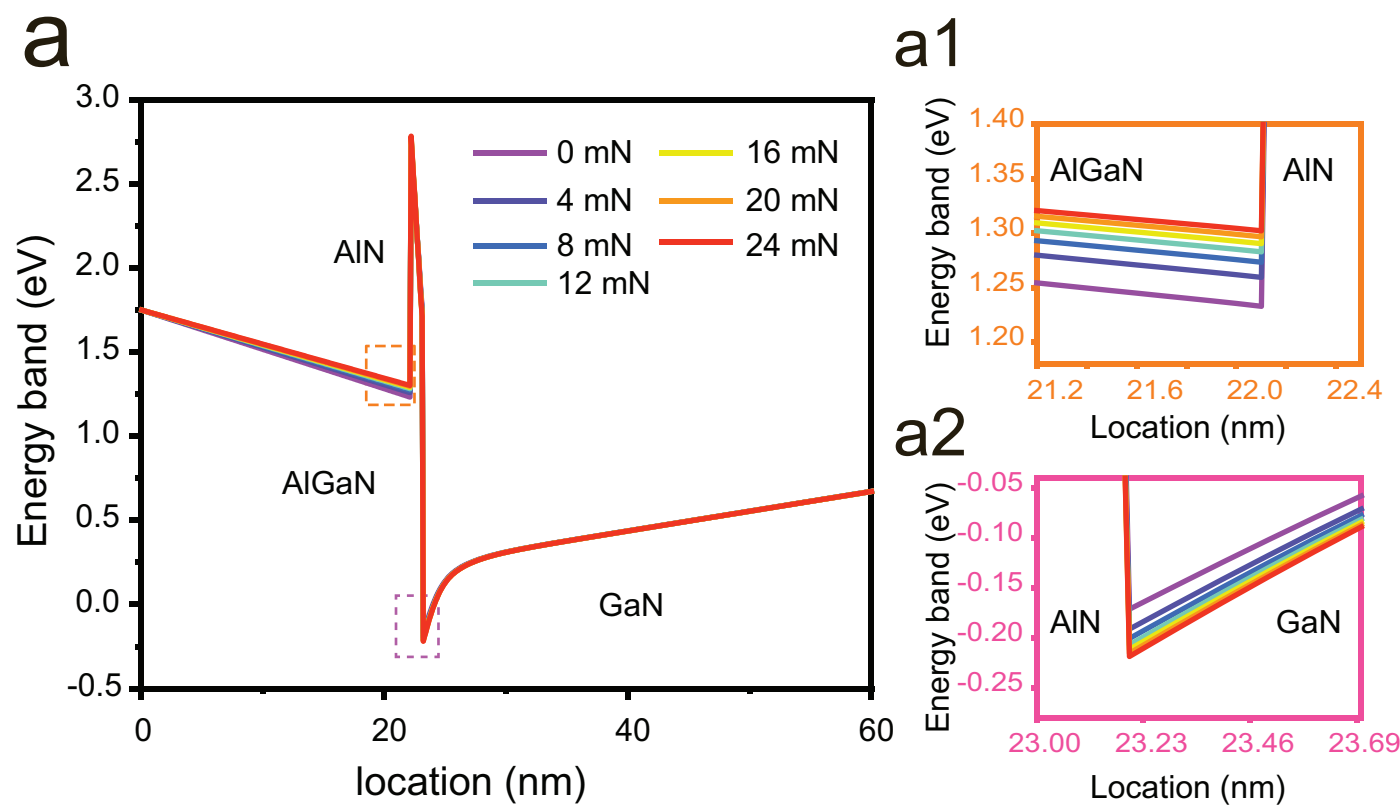 a
3.0
2.5
2.0
1.5
1.0
0.5
0.0
-0.5
Energy band (eV)
0 mN
4 mN
8 mN
12 mN
16 mN
20 mN
24 mN
AlN
AlGaN
GaN
0
20
40
60
location (nm)
a1
1.40
1.35
1.30
1.25
1.20
Energy band (eV)
AlGaN
AlN
21.2
21.6
22.0
22.4
Location (nm)
a2
-0.05
-0.10
-0.15
-0.20
-0.25
Energy band (eV)
AlN
GaN
23.00
23.23
23.46
23.69
Location (nm)